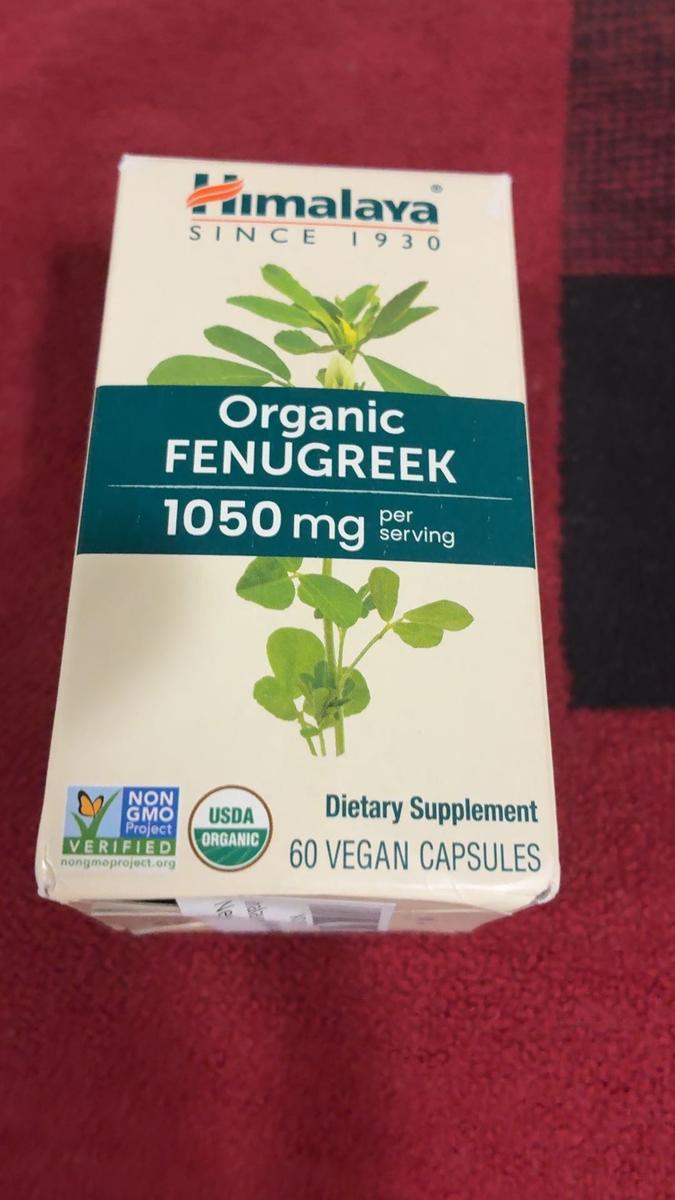 Himalaya®
SINCE 1930
Organic
FENUGREEK
1050 mg per serving
NON
GMO
Project
VERIFIED
nongmoproject.org
USDA
ORGANIC
Dietary Supplement
60 VEGAN CAPSULES
Ne